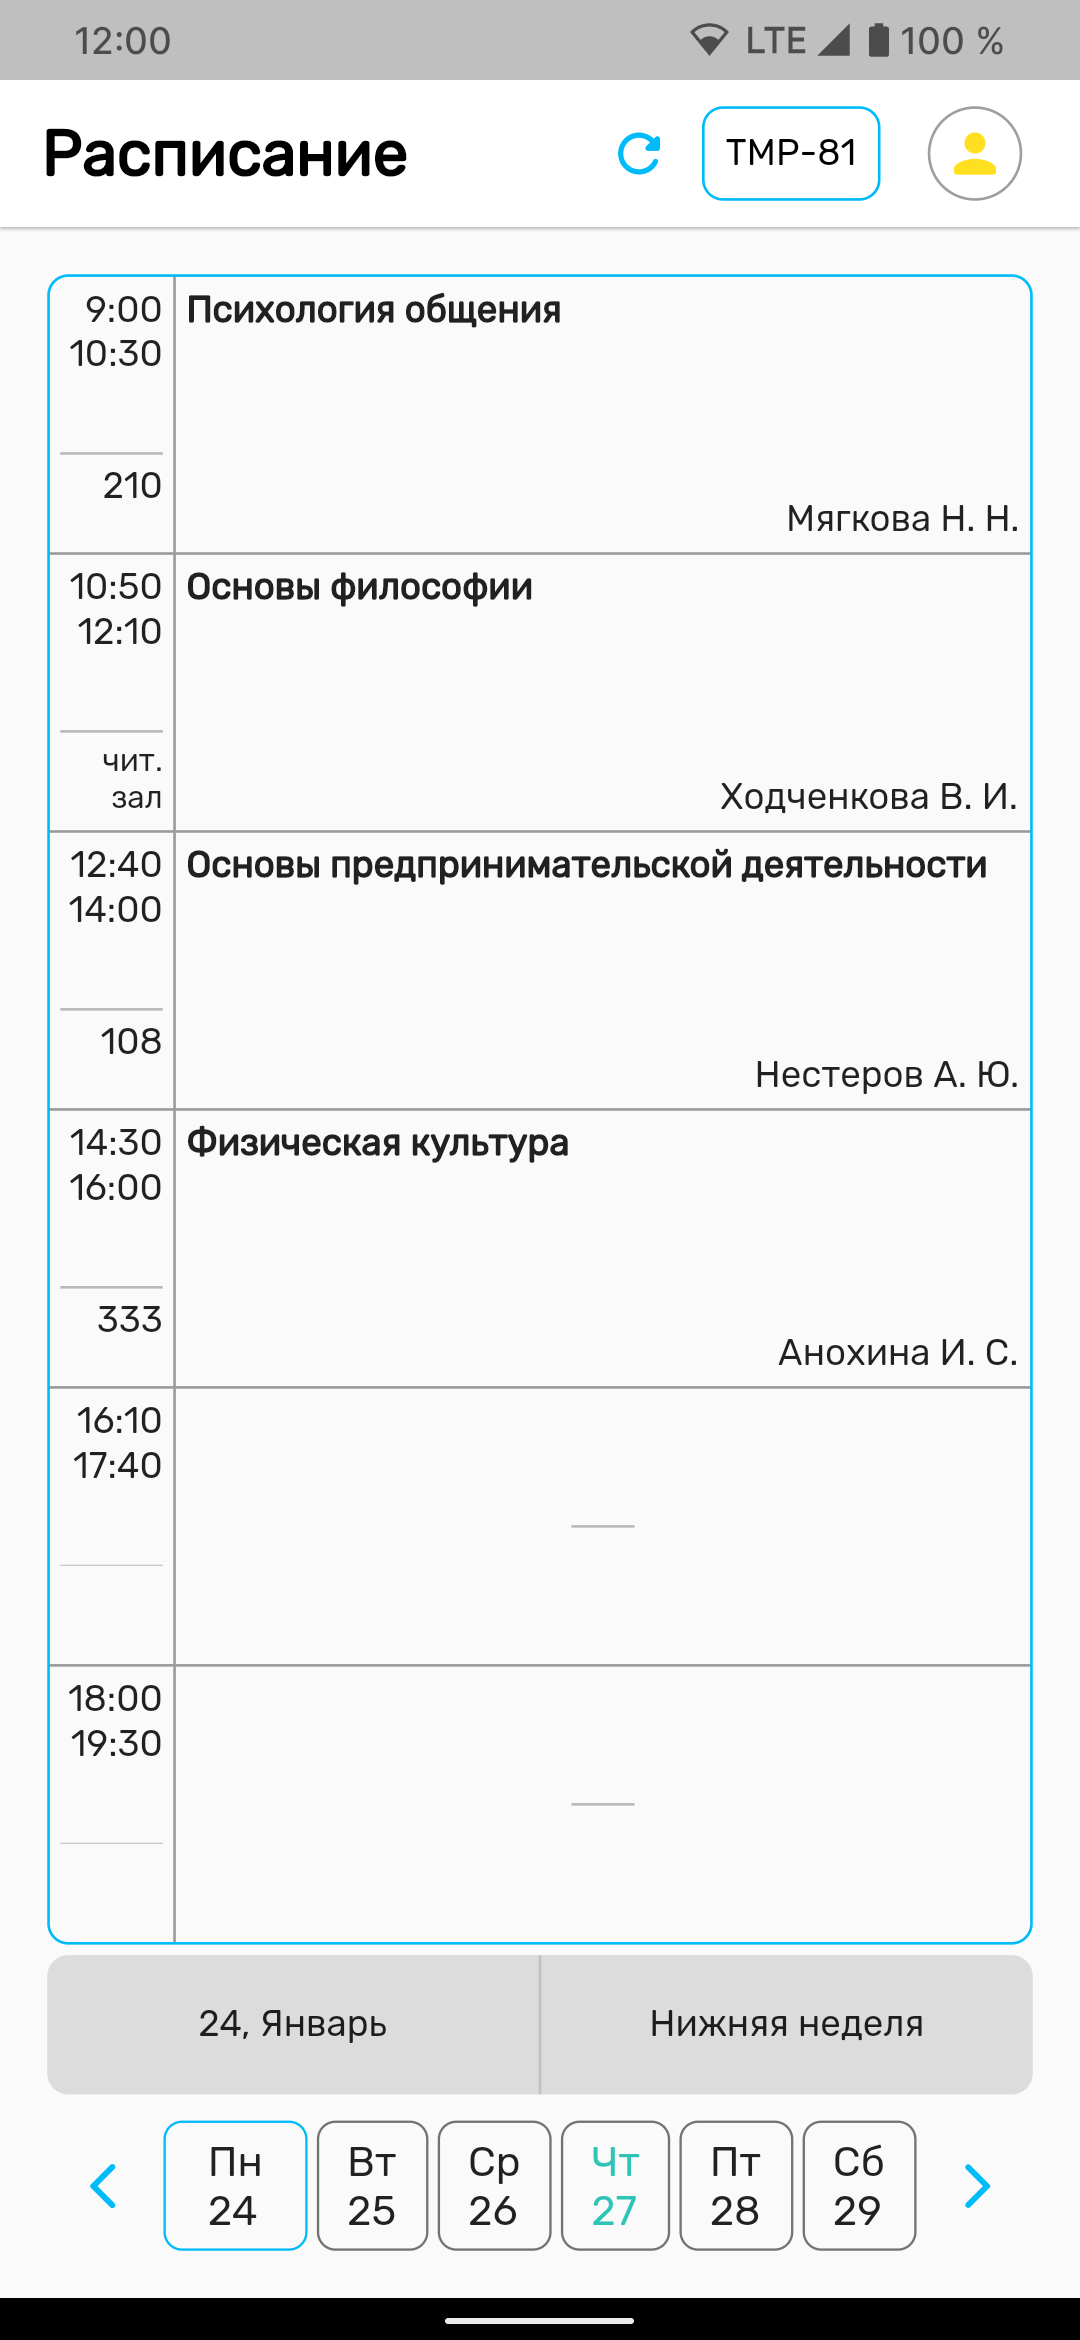 12:00 LTE 100 %
Расписание TMP-81
9:00 Психология общения
10:30
210
Мягкова Н. Н.
10:50 Основы философии
12:10
чит.
зал
Ходченкова В. И.
12:40 Основы предпринимательской деятельности
14:00
108
Нестеров А. Ю.
14:30 Физическая культура
16:00
333
Анохина И. С.
16:10
17:40
18:00
19:30
24, Январь Нижняя неделя
Пн Вт Ср Чт Пт Сб
24 25 26 27 28 29